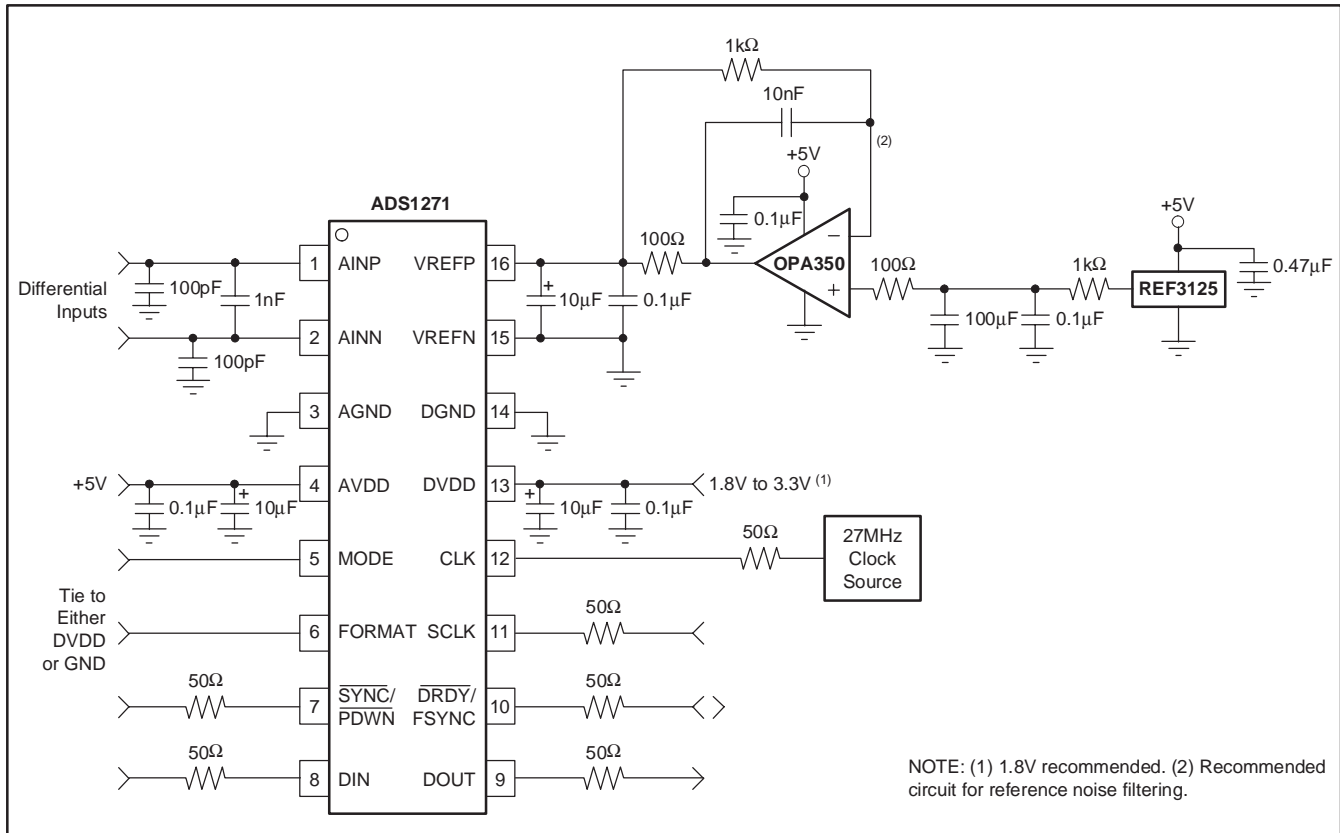 1kΩ
10nF
(2)
+5V
ADS1271
0.1µF
+5V
100Ω
−
OPA350
+
100Ω
1kΩ
REF3125
0.47µF
1
AINP
VREFP
16
100pF
1nF
+
10µF
0.1µF
100µF
0.1µF
Differential
Inputs
2
AINN
VREFN
15
100pF
3
AGND
DGND
14
+5V
4
AVDD
DVDD
13
1.8V to 3.3V (1)
0.1µF
+
10µF
+
10µF
0.1µF
50Ω
27MHz
Clock
Source
5
MODE
CLK
12
Tie to
Either
DVDD
or GND
50Ω
6
FORMAT
SCLK
11
50Ω
7
SYNC/
PDWN
DRDY/
FSYNC
10
50Ω
50Ω
8
DIN
DOUT
9
50Ω
NOTE: (1) 1.8V recommended. (2) Recommended
circuit for reference noise filtering.